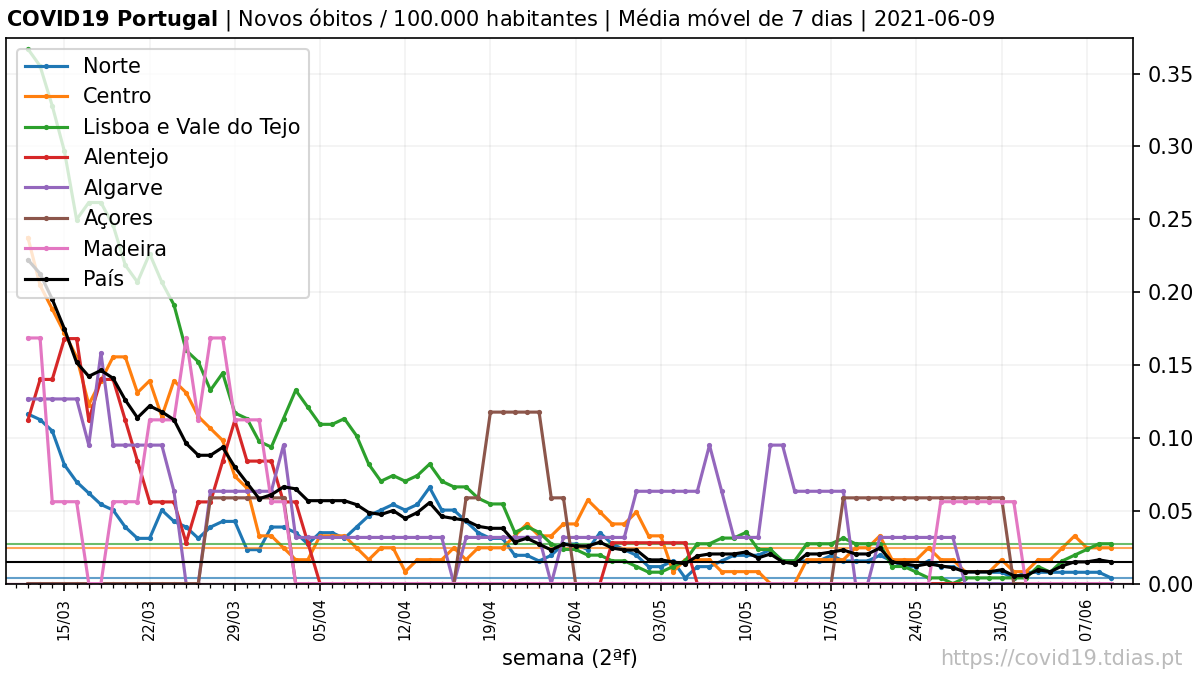 COVID19 Portugal | Novos óbitos / 100.000 habitantes | Média móvel de 7 dias | 2021-06-09
Norte
Centro
Lisboa e Vale do Tejo
Alentejo
Algarve
Açores
Madeira
País
0.35
0.30
0.25
0.20
0.15
0.10
0.05
0.00
15/03
22/03
29/03
05/04
12/04
19/04
26/04
03/05
10/05
17/05
24/05
31/05
07/06
semana (2ªf)
https://covid19.tdias.pt